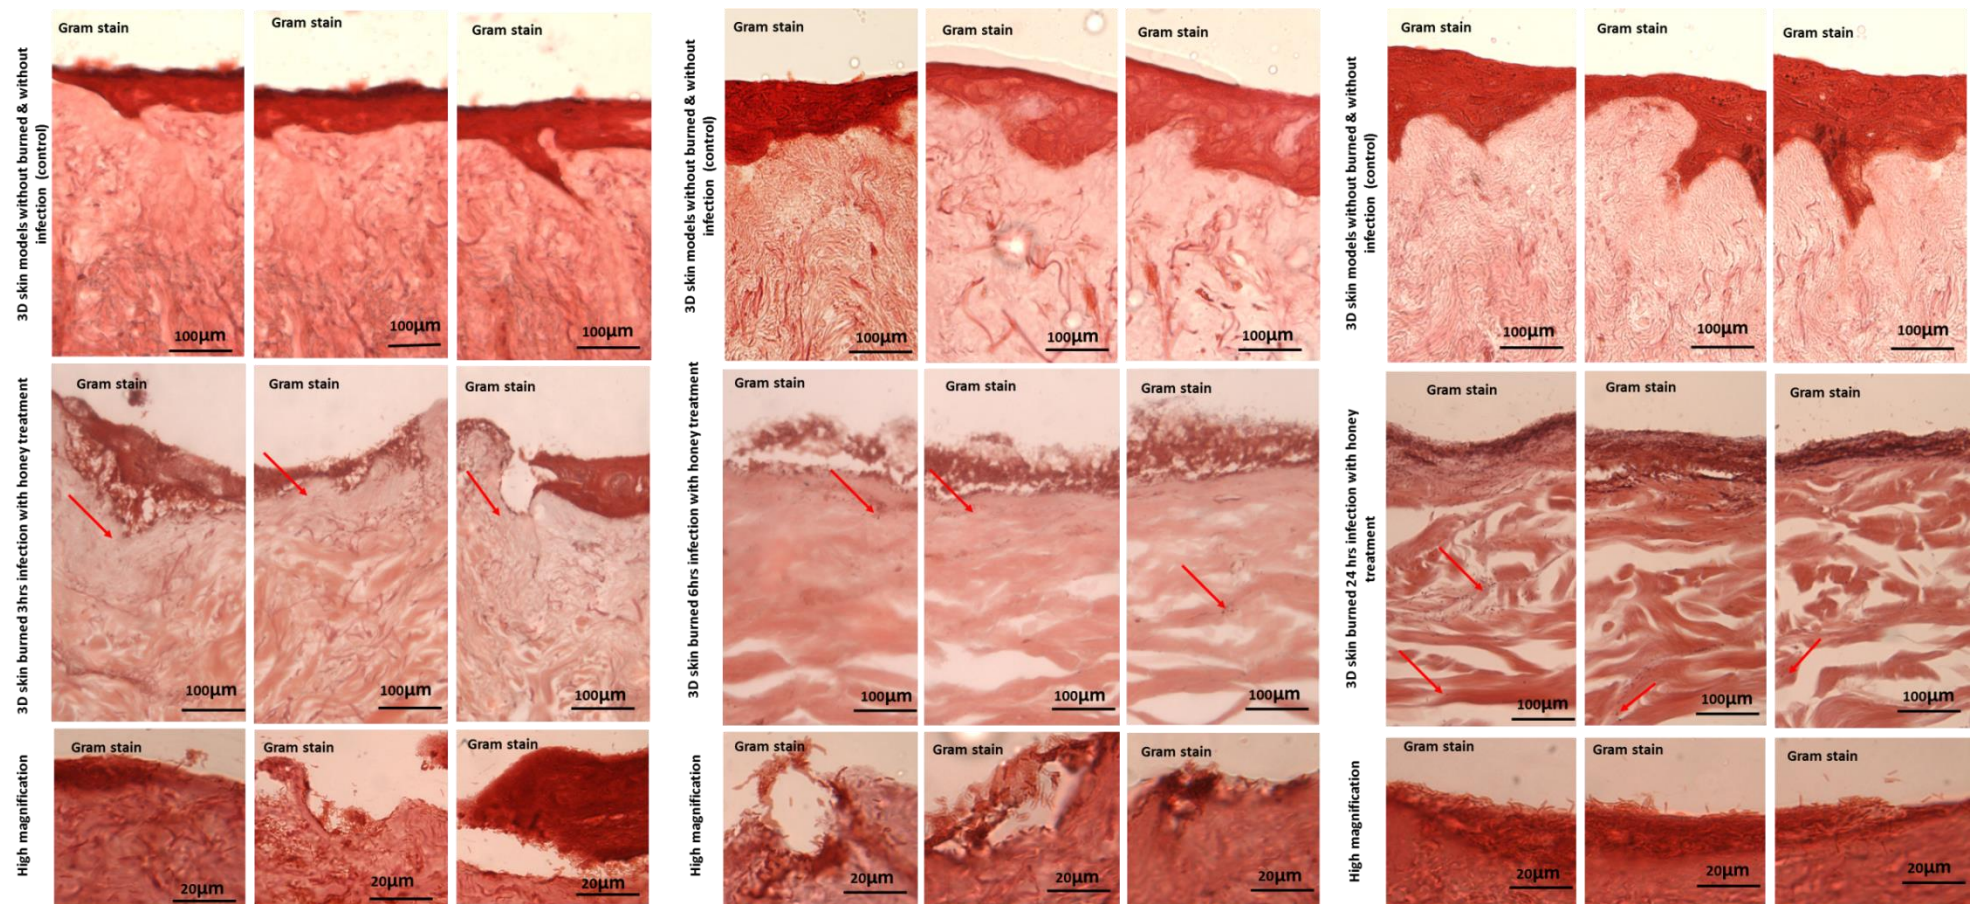 3D skin models without burned & without
infection (control)
Gram stain
Gram stain
Gram stain
100µm
100µm
100µm
3D skin models without burned & without
infection (control)
Gram stain
Gram stain
Gram stain
100µm
100µm
100µm
3D skin models without burned & without
infection (control)
Gram stain
Gram stain
Gram stain
100µm
100µm
100µm
3D skin burned 3hrs infection with honey treatment
Gram stain
Gram stain
Gram stain
100µm
100µm
100µm
3D skin burned 6hrs infection with honey treatment
Gram stain
Gram stain
Gram stain
100µm
100µm
100µm
3D skin burned 24 hrs infection with honey
treatment
Gram stain
Gram stain
Gram stain
100µm
100µm
100µm
High magnification
Gram stain
Gram stain
Gram stain
20µm
20µm
20µm
High magnification
Gram stain
Gram stain
Gram stain
20µm
20µm
20µm
High magnification
Gram stain
Gram stain
Gram stain
20µm
20µm
20µm